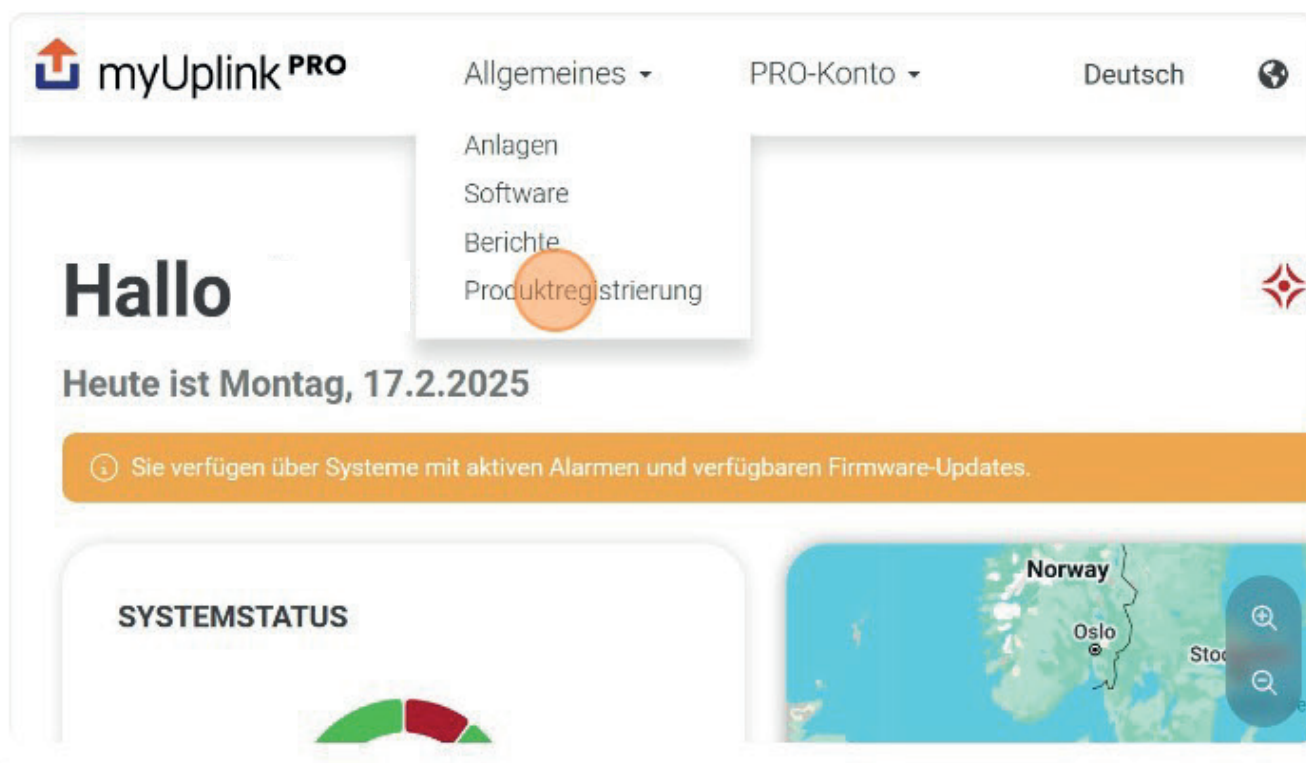 myUplink PRO
Allgemeines
PRO-Konto
Deutsch
Anlagen
Software
Berichte
Produktregistrierung
Hallo
Heute ist Montag, 17.2.2025
Sie verfügen über Systeme mit aktiven Alarmen und verfügbaren Firmware-Updates.
SYSTEMSTATUS
Norway
Oslo